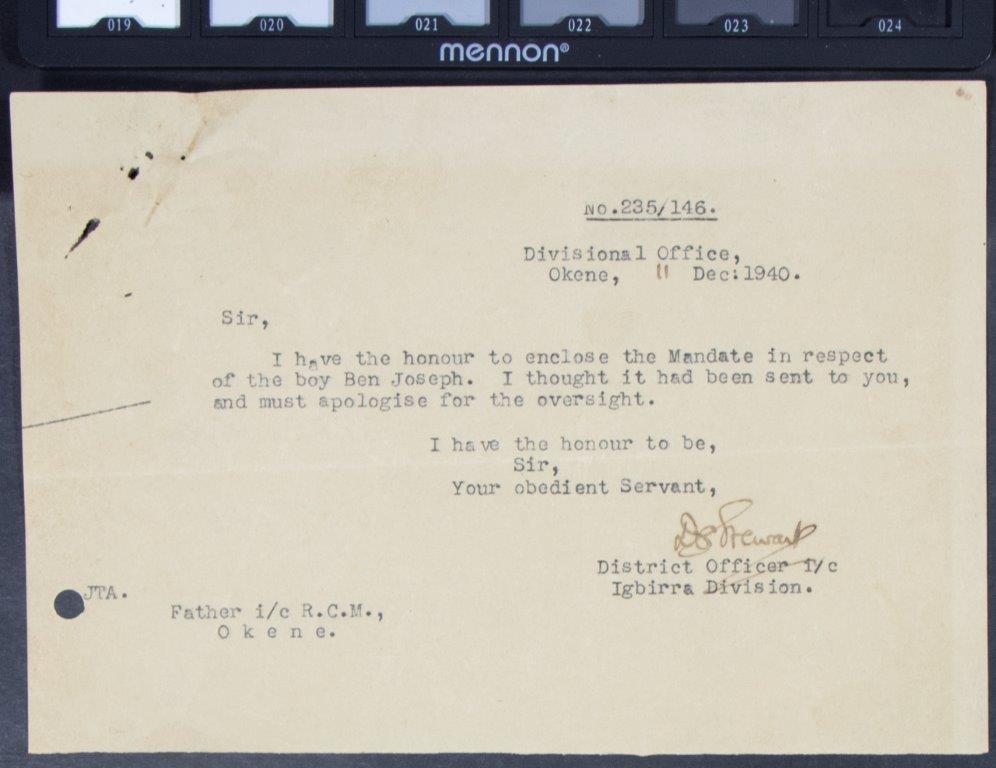 019 020 021 022 023 024
mennon®
No.235/146.
Divisional Office,
Okene, 11 Dec:1940.
Sir,
I have the honour to enclose the Mandate in respect
of the boy Ben Joseph. I thought it had been sent to you,
and must apologise for the oversight.
I have the honour to be,
Sir,
Your obedient Servant,
DS Stewart
District Officer i/c
Igbirra Division.
JTA.
Father i/c R.C.M.,
O k e n e.